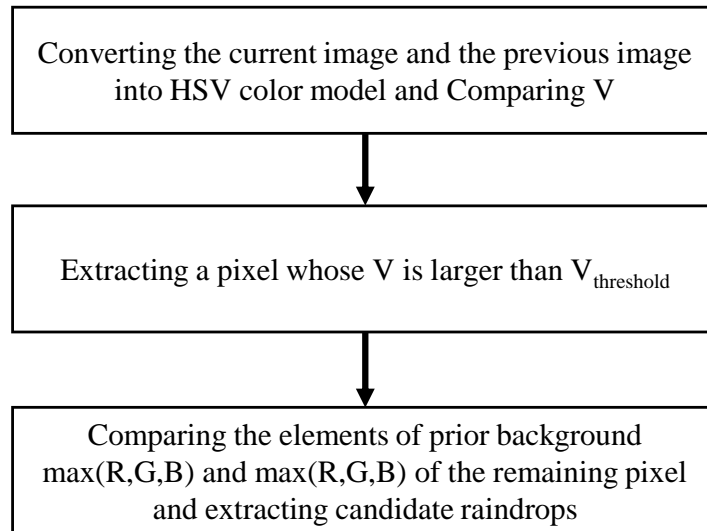 Converting the current image and the previous image
into HSV color model and Comparing V
Extracting a pixel whose V is larger than V_threshold
Comparing the elements of prior background
max(R,G,B) and max(R,G,B) of the remaining pixel
and extracting candidate raindrops